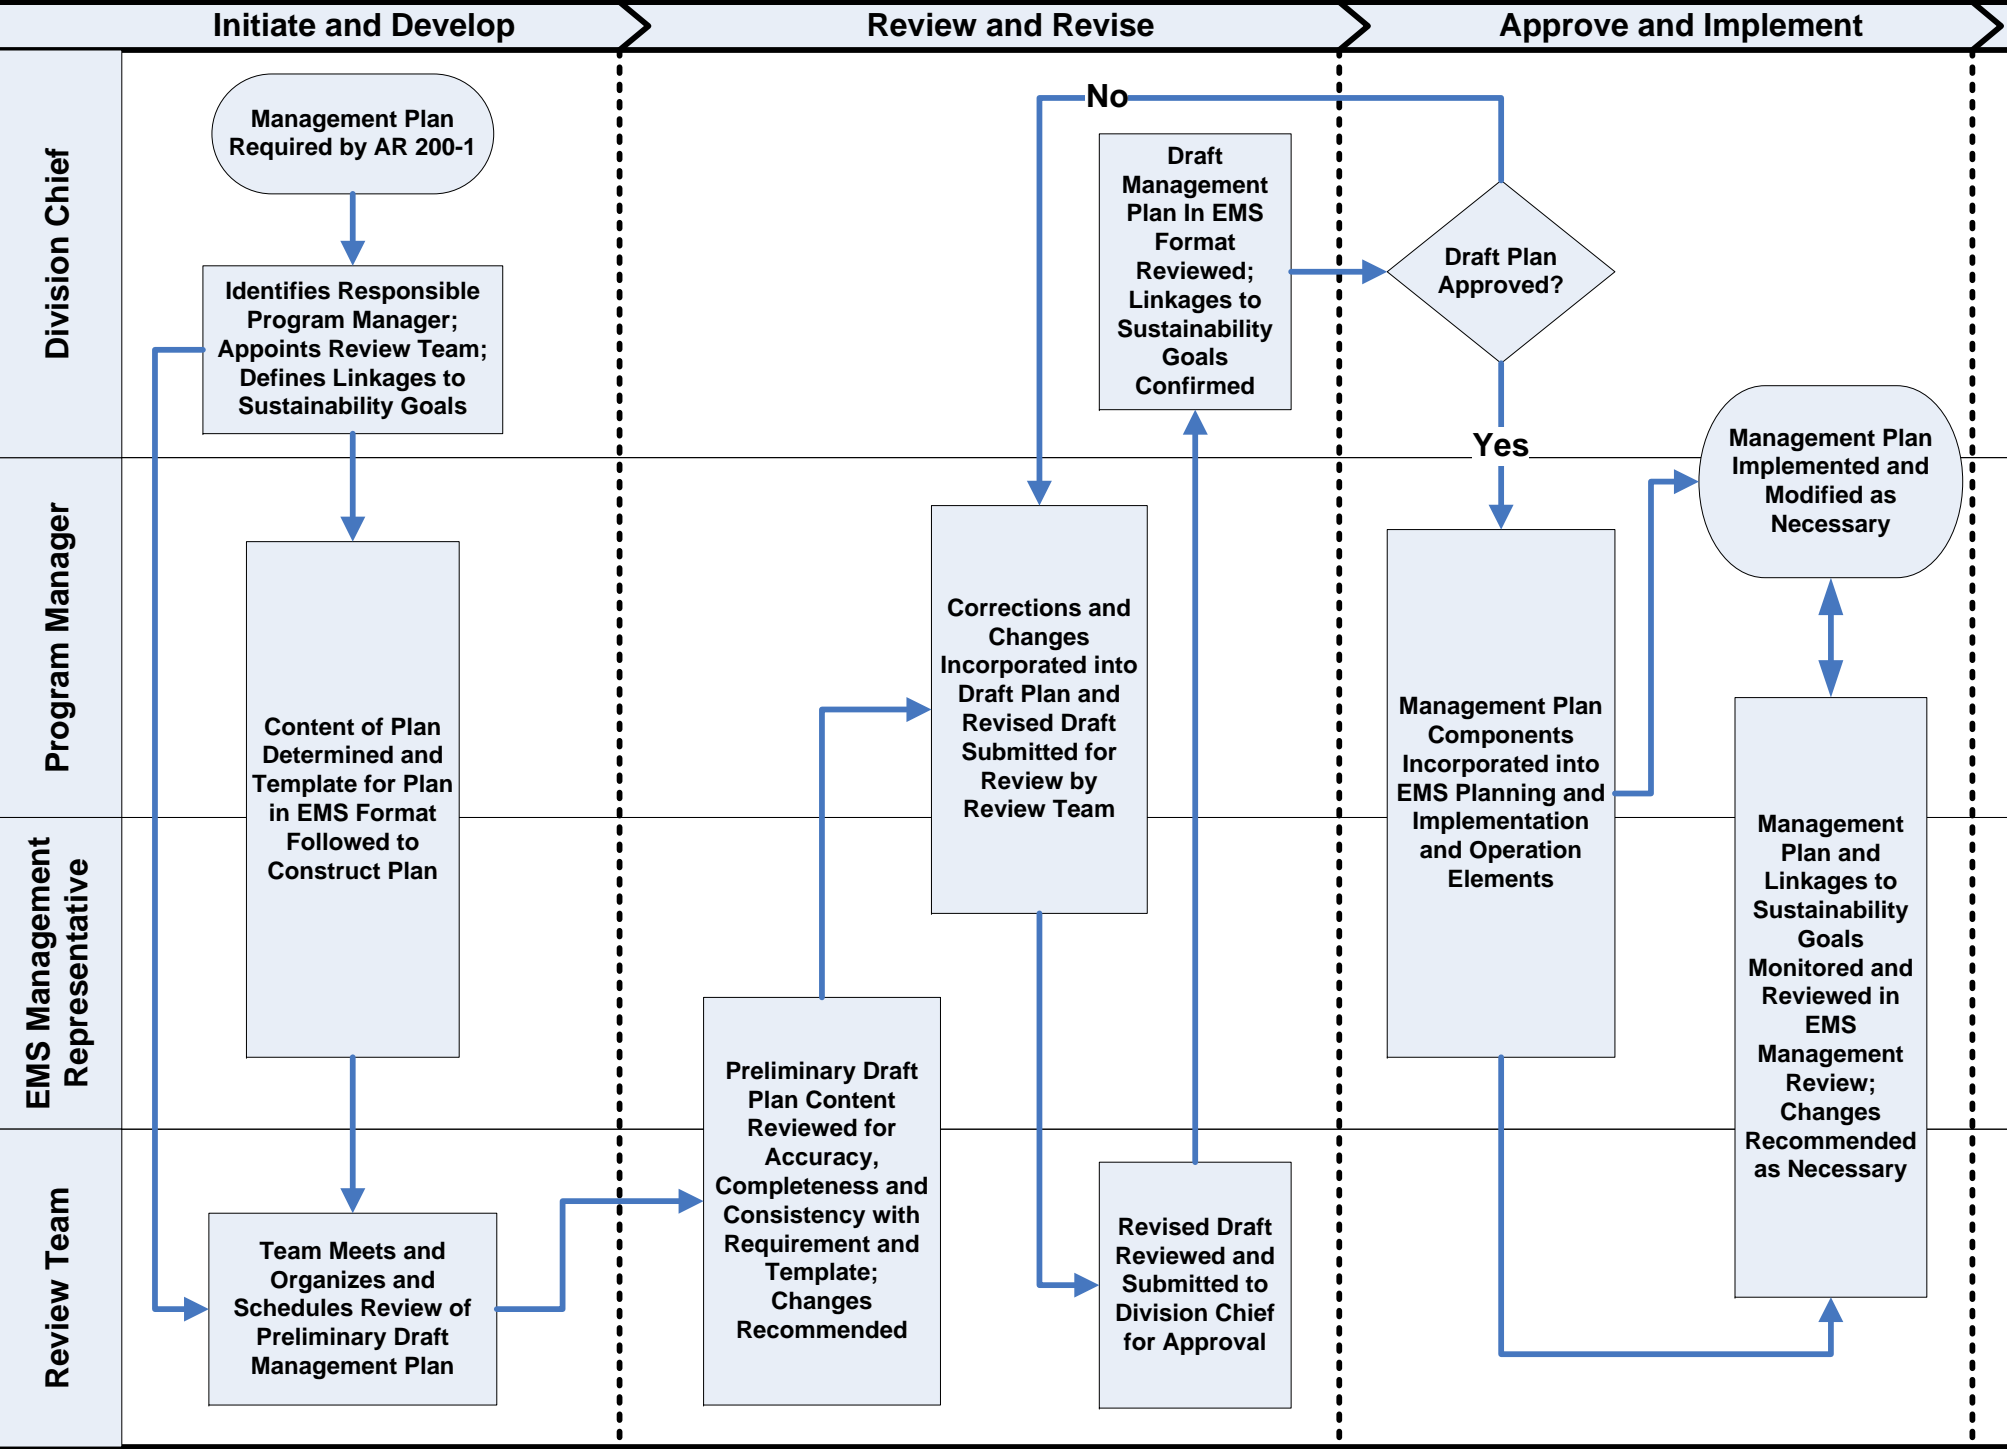 Initiate and Develop
Review and Revise
Approve and Implement
Division Chief
Program Manager
EMS Management
Representative
Review Team
Management Plan
Required by AR 200-1
Identifies Responsible
Program Manager;
Appoints Review Team;
Defines Linkages to
Sustainability Goals
Content of Plan
Determined and
Template for Plan
in EMS Format
Followed to
Construct Plan
Team Meets and
Organizes and
Schedules Review of
Preliminary Draft
Management Plan
Preliminary Draft
Plan Content
Reviewed for
Accuracy,
Completeness and
Consistency with
Requirement and
Template;
Changes
Recommended
Corrections and
Changes
Incorporated into
Draft Plan and
Revised Draft
Submitted for
Review by
Review Team
Revised Draft
Reviewed and
Submitted to
Division Chief
for Approval
Draft
Management
Plan In EMS
Format
Reviewed;
Linkages to
Sustainability
Goals
Confirmed
No
Draft Plan
Approved?
Yes
Management Plan
Components
Incorporated into
EMS Planning and
Implementation
and Operation
Elements
Management Plan
Implemented and
Modified as
Necessary
Management
Plan and
Linkages to
Sustainability
Goals
Monitored and
Reviewed in
EMS
Management
Review;
Changes
Recommended
as Necessary